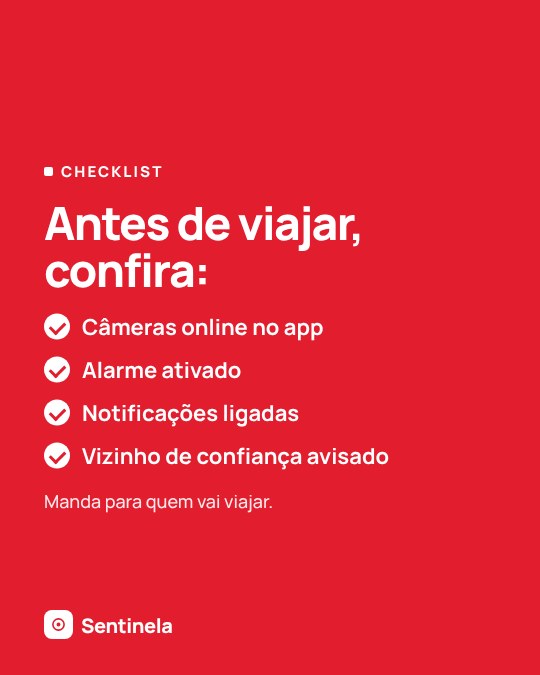 CHECKLIST
Antes de viajar,
confira:
Câmeras online no app
Alarme ativado
Notificações ligadas
Vizinho de confiança avisado
Manda para quem vai viajar.
Sentinela